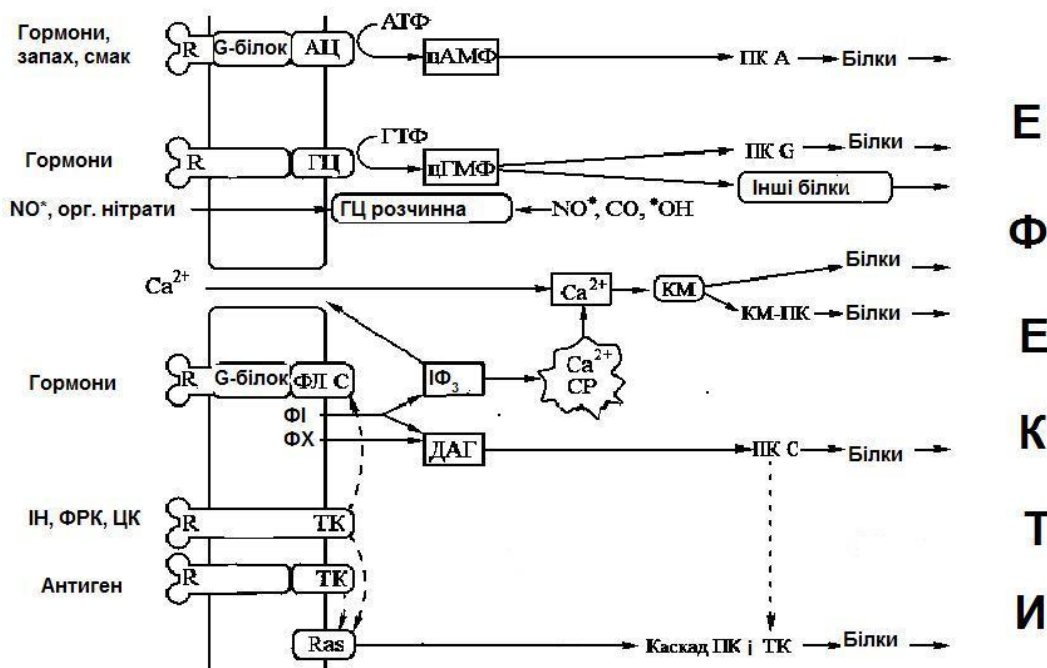 Гормони,
запах, смак
R
G-білок
АЦ
АТФ
цАМФ
ПК А
Білки
Гормони
R
ГЦ
ГТФ
цГМФ
ПК G
Білки
Інші білки
NO*, орг. нітрати
ГЦ розчинна
NO*, CO, *OH
Ca2+
Ca2+
КМ
Білки
КМ-ПК
Білки
Ca2+
СР
Гормони
R
G-білок
ФЛ С
ІФ3
ФІ
ФХ
ДАГ
ПК С
Білки
ІН, ФРК, ЦК
R
ТК
Антиген
R
ТК
Ras
Каскад ПК і ТК
Білки
Е
Ф
Е
К
Т
И